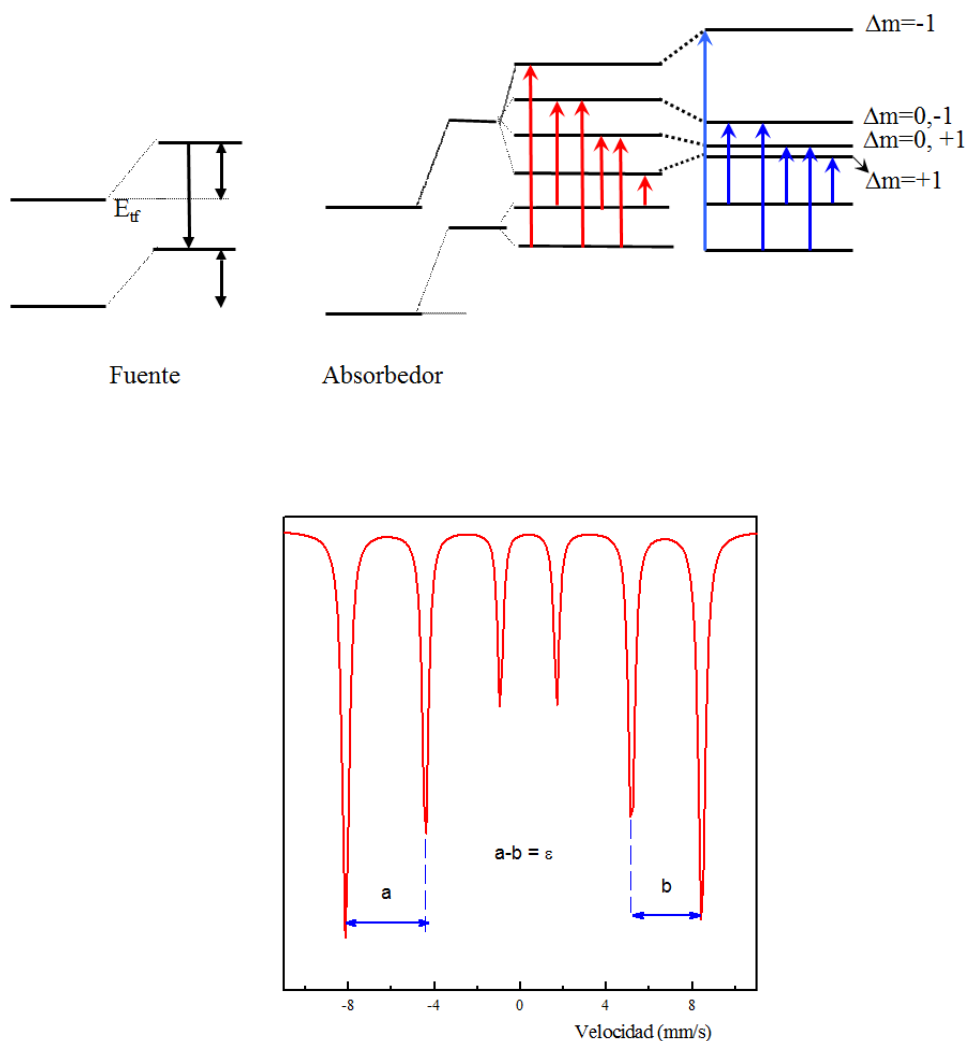 Δm=-1
Δm=0,-1
Δm=0, +1
Δm=+1
E_tf
Fuente
Absorbedor
a-b = ε
a
b
-8
-4
0
4
8
Velocidad (mm/s)